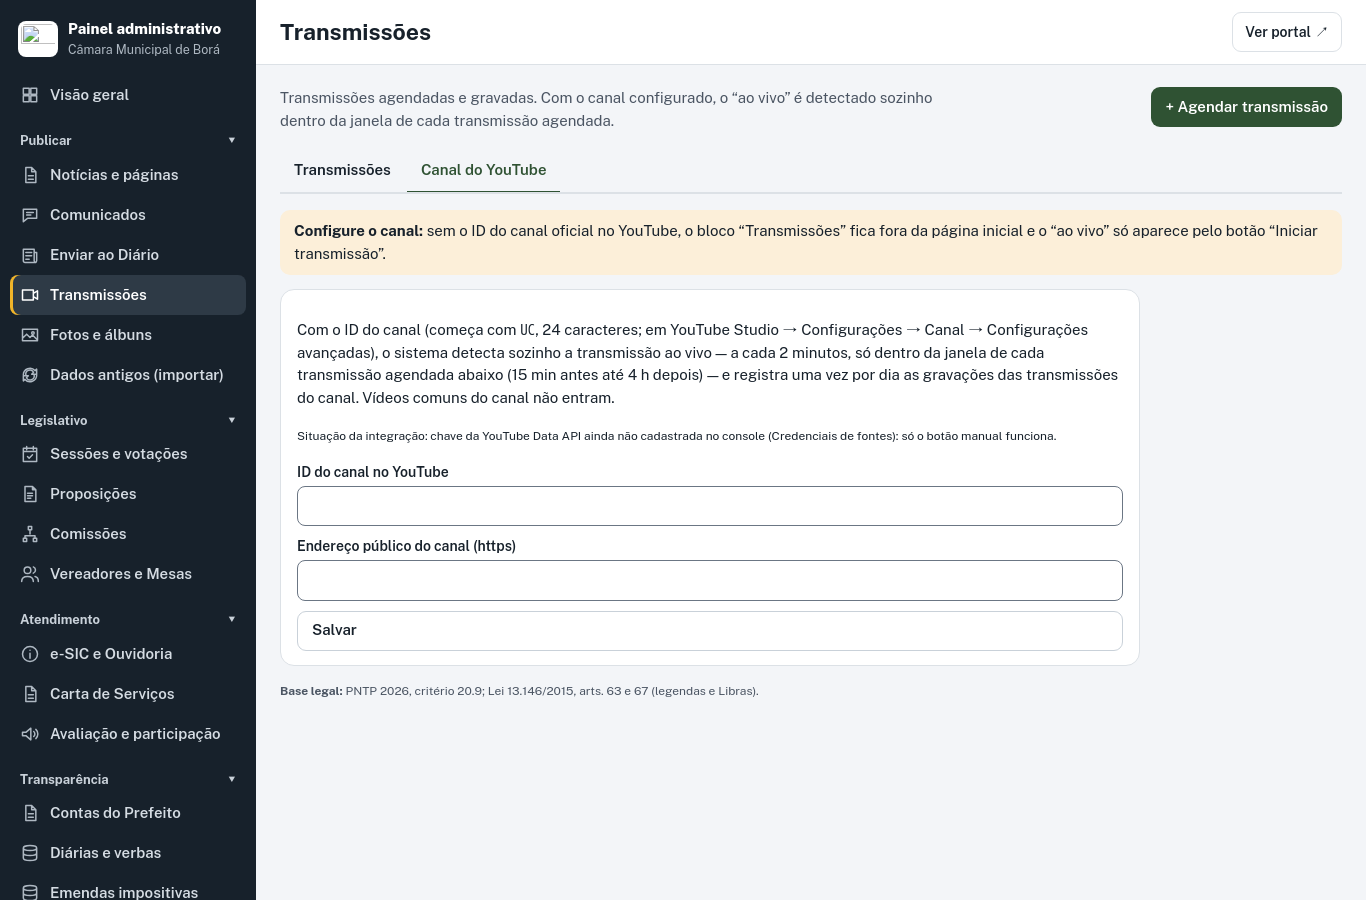 Painel administrativo
Câmara Municipal de Borá
Visão geral
Publicar
Notícias e páginas
Comunicados
Enviar ao Diário
Transmissões
Fotos e álbuns
Dados antigos (importar)
Legislativo
Sessões e votações
Proposições
Comissões
Vereadores e Mesas
Atendimento
e-SIC e Ouvidoria
Carta de Serviços
Avaliação e participação
Transparência
Contas do Prefeito
Diárias e verbas
Emendas impositivas
Transmissões
Ver portal ↗
Transmissões agendadas e gravadas. Com o canal configurado, o “ao vivo” é detectado sozinho
dentro da janela de cada transmissão agendada.
+ Agendar transmissão
Transmissões
Canal do YouTube
Configure o canal: sem o ID do canal oficial no YouTube, o bloco “Transmissões” fica fora da página inicial e o “ao vivo” só aparece pelo botão “Iniciar
transmissão”.
Com o ID do canal (começa com UC, 24 caracteres; em YouTube Studio → Configurações → Canal → Configurações
avançadas), o sistema detecta sozinho a transmissão ao vivo — a cada 2 minutos, só dentro da janela de cada
transmissão agendada abaixo (15 min antes até 4 h depois) — e registra uma vez por dia as gravações das transmissões
do canal. Vídeos comuns do canal não entram.
Situação da integração: chave da YouTube Data API ainda não cadastrada no console (Credenciais de fontes): só o botão manual funciona.
ID do canal no YouTube
Endereço público do canal (https)
Salvar
Base legal: PNTP 2026, critério 20.9; Lei 13.146/2015, arts. 63 e 67 (legendas e Libras).